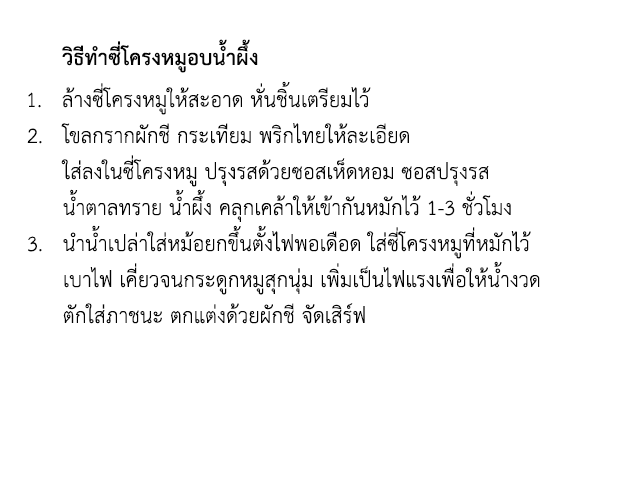 วิธีทำซี่โครงหมูอบน้ำผึ้ง
1. ล้างซี่โครงหมูให้สะอาด หั่นชิ้นเตรียมไว้
2. โขลกรากผักชี กระเทียม พริกไทยให้ละเอียด
ใส่ลงในซี่โครงหมู ปรุงรสด้วยซอสเห็ดหอม ซอสปรุงรส
น้ำตาลทราย น้ำผึ้ง คลุกเคล้าให้เข้ากันหมักไว้ 1-3 ชั่วโมง
3. นำน้ำเปล่าใส่หม้อยกขึ้นตั้งไฟพอเดือด ใส่ซี่โครงหมูที่หมักไว้
เบาไฟ เคี่ยวจนกระดูกหมูสุกนุ่ม เพิ่มเป็นไฟแรงเพื่อให้น้ำงวด
ตักใส่ภาชนะ ตกแต่งด้วยผักชี จัดเสิร์ฟ